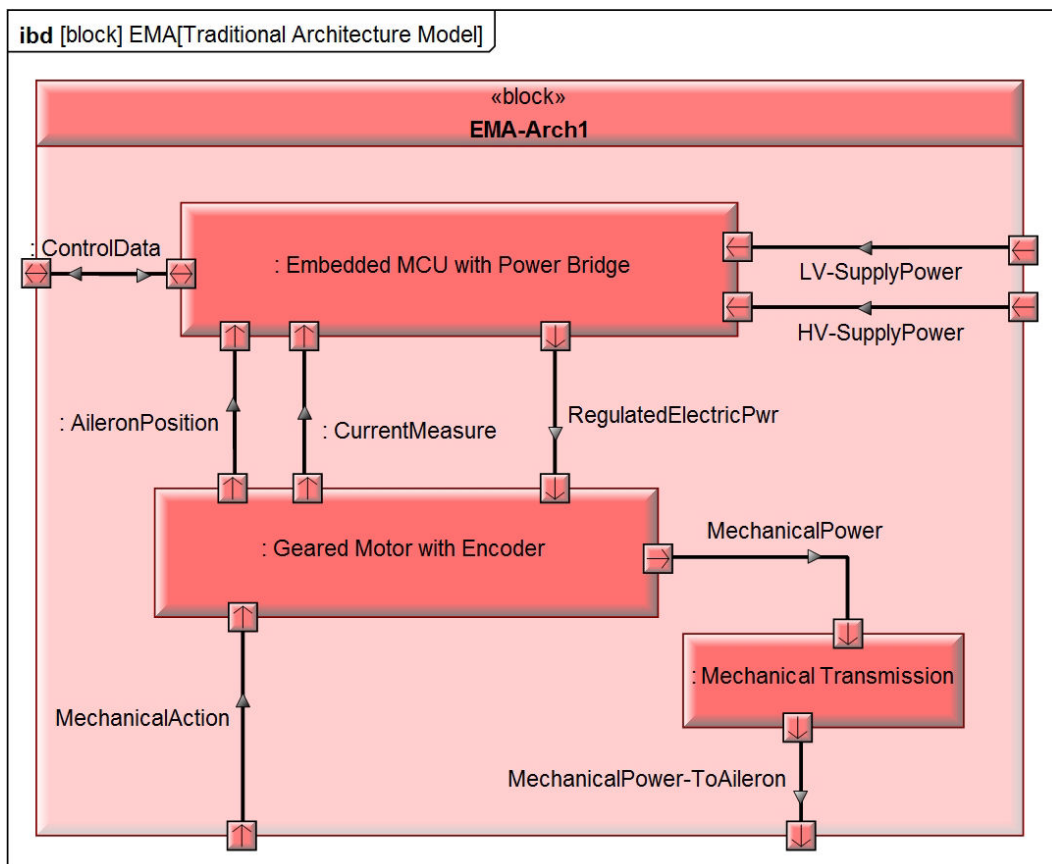 ibd [block] EMA[Traditional Architecture Model]
«block»
EMA-Arch1
: ControlData
: Embedded MCU with Power Bridge
LV-SupplyPower
HV-SupplyPower
: AileronPosition
: CurrentMeasure
RegulatedElectricPwr
: Geared Motor with Encoder
MechanicalPower
: Mechanical Transmission
MechanicalAction
MechanicalPower-ToAileron